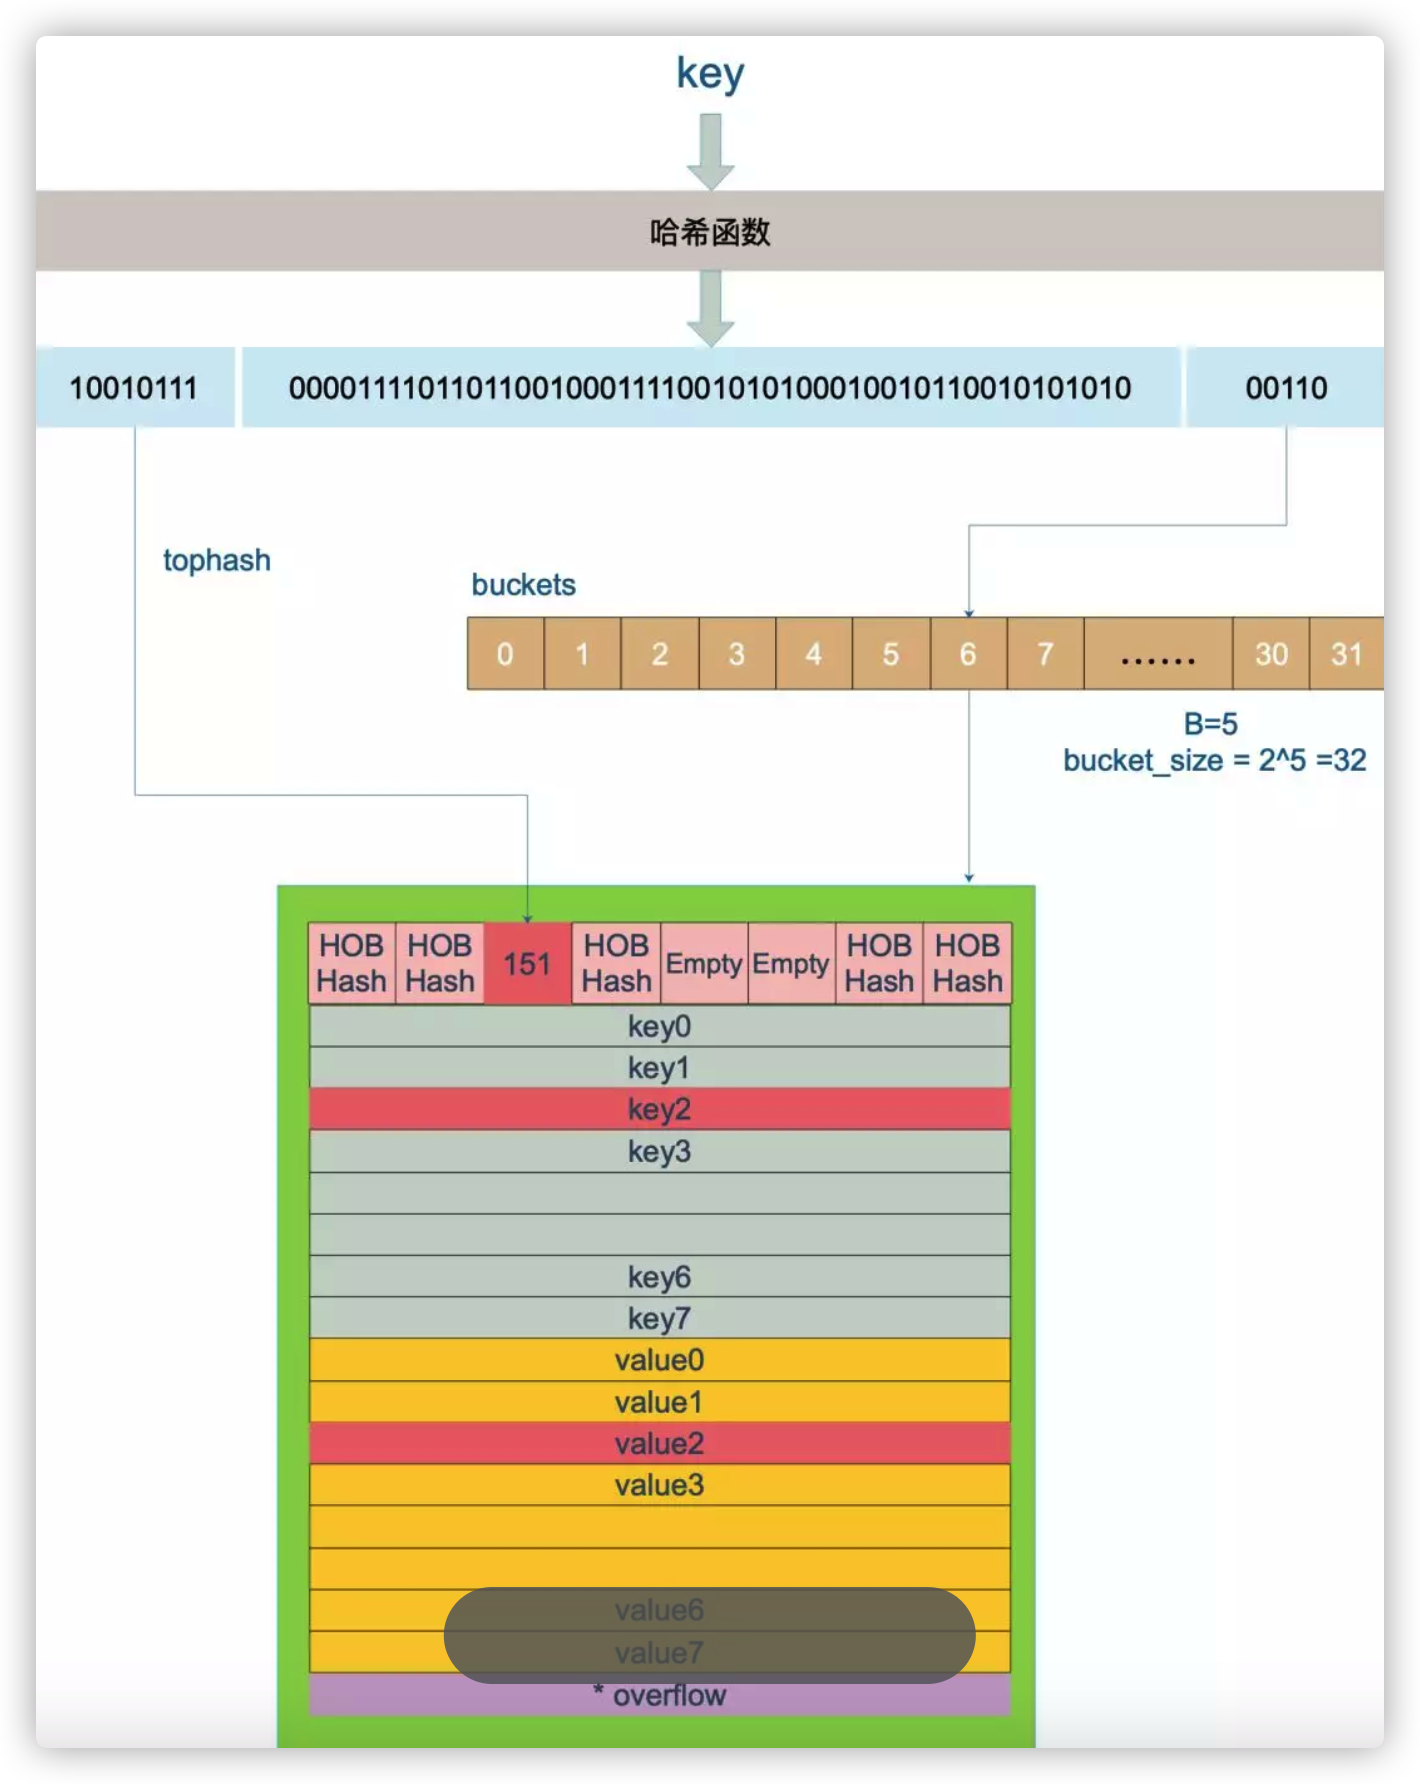 key
哈希函数
10010111
000011110110110010001111001010100010010110010101010
00110
tophash
buckets
0
1
2
3
4
5
6
7
......
30
31
B=5
bucket_size = 2^5 =32
HOB Hash
HOB Hash
151
HOB Hash
Empty
Empty
HOB Hash
HOB Hash
key0
key1
key2
key3
key6
key7
value0
value1
value2
value3
value6
value7
* overflow